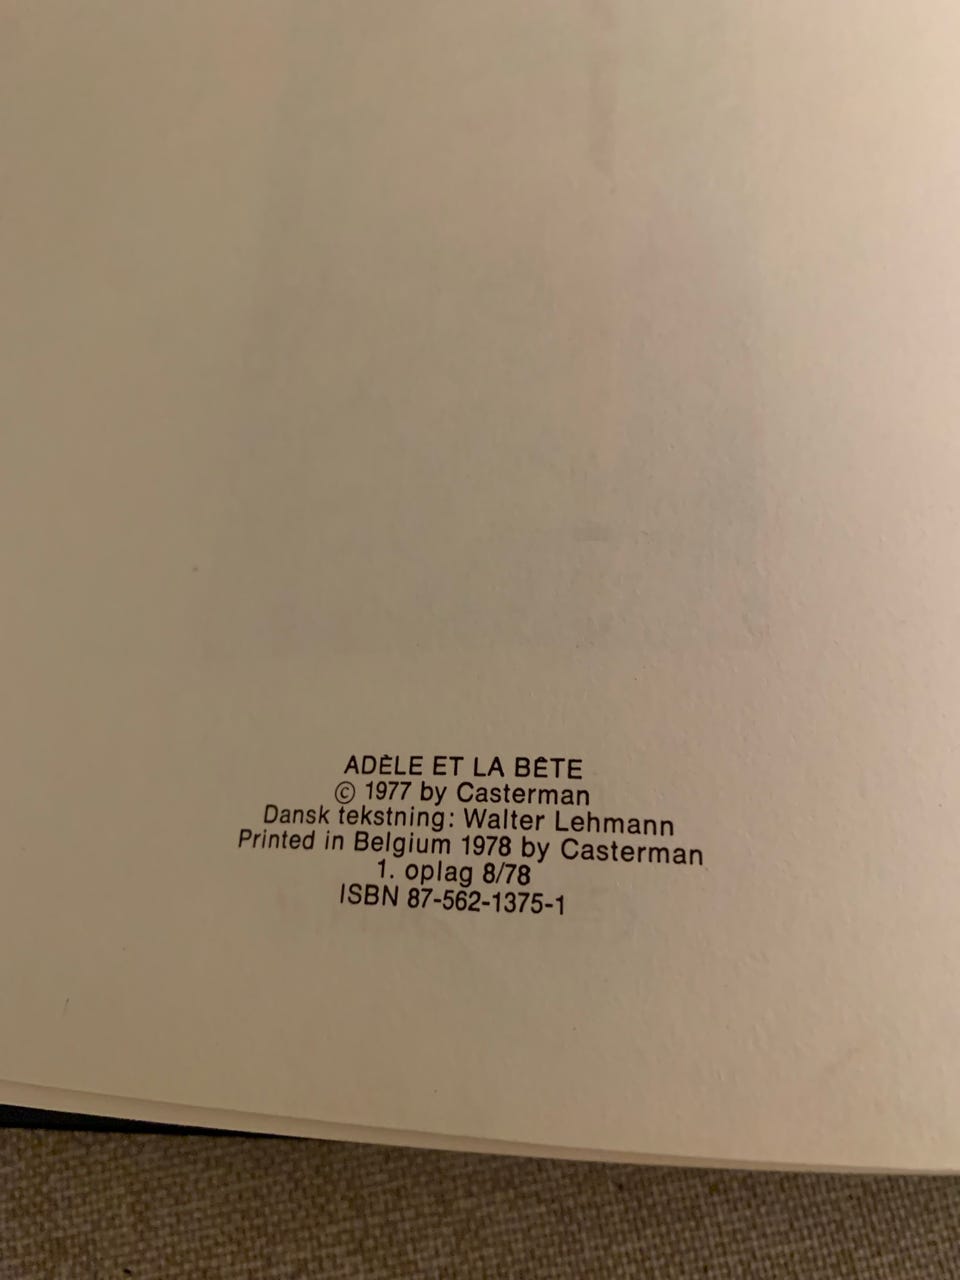 ADÈLE ET LA BÊTE
© 1977 by Casterman
Dansk tekstning: Walter Lehmann
Printed in Belgium 1978 by Casterman
1. oplag 8/78
ISBN 87-562-1375-1